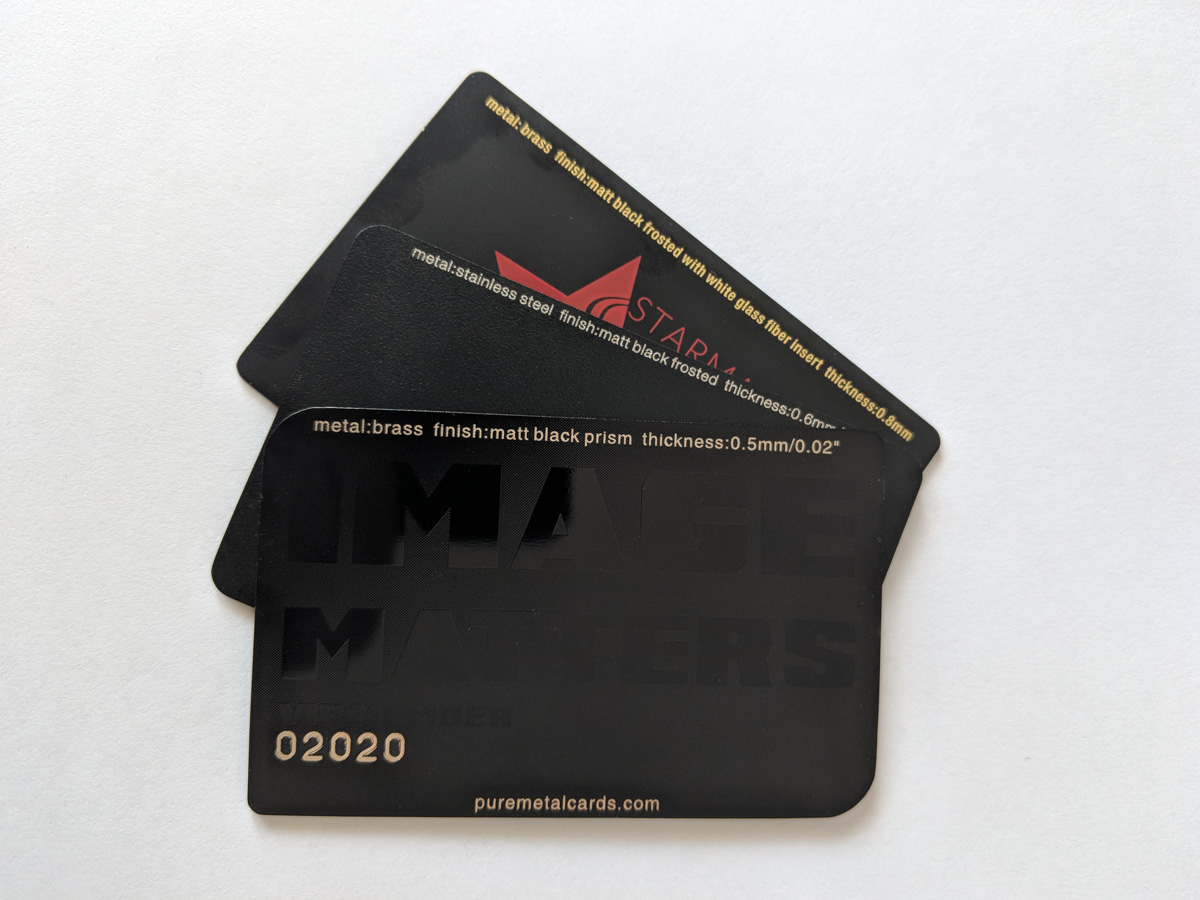 metal: brass finish:matt black frosted with white glass fiber insert thickness:0.8mm
metal:stainless steel finish:matt black frosted thickness:0.6mm
metal:brass finish:matt black prism thickness:0.5mm/0.02"
IMAGE
MATTERS
02020
puremetalcards.com